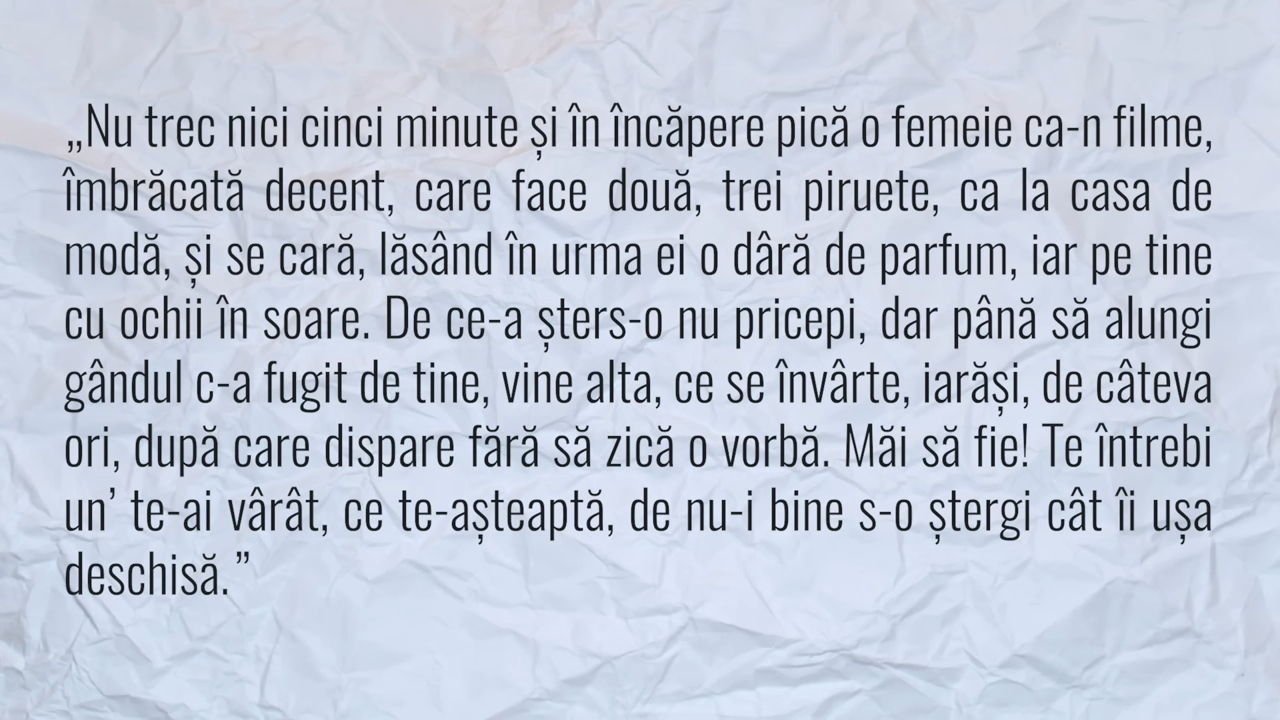 „Nu trec nici cinci minute și în încăpere pică o femeie ca-n filme,
îmbrăcată decent, care face două, trei piruete, ca la casa de
modă, și se cară, lăsând în urma ei o dâră de parfum, iar pe tine
cu ochii în soare. De ce-a șters-o nu pricepi, dar până să alungi
gândul c-a fugit de tine, vine alta, ce se învârte, iarăși, de câteva
ori, după care dispare fără să zică o vorbă. Măi să fie! Te întrebi
un’ te-ai vârât, ce te-așteaptă, de nu-i bine s-o ștergi cât îi ușa
deschisă.”